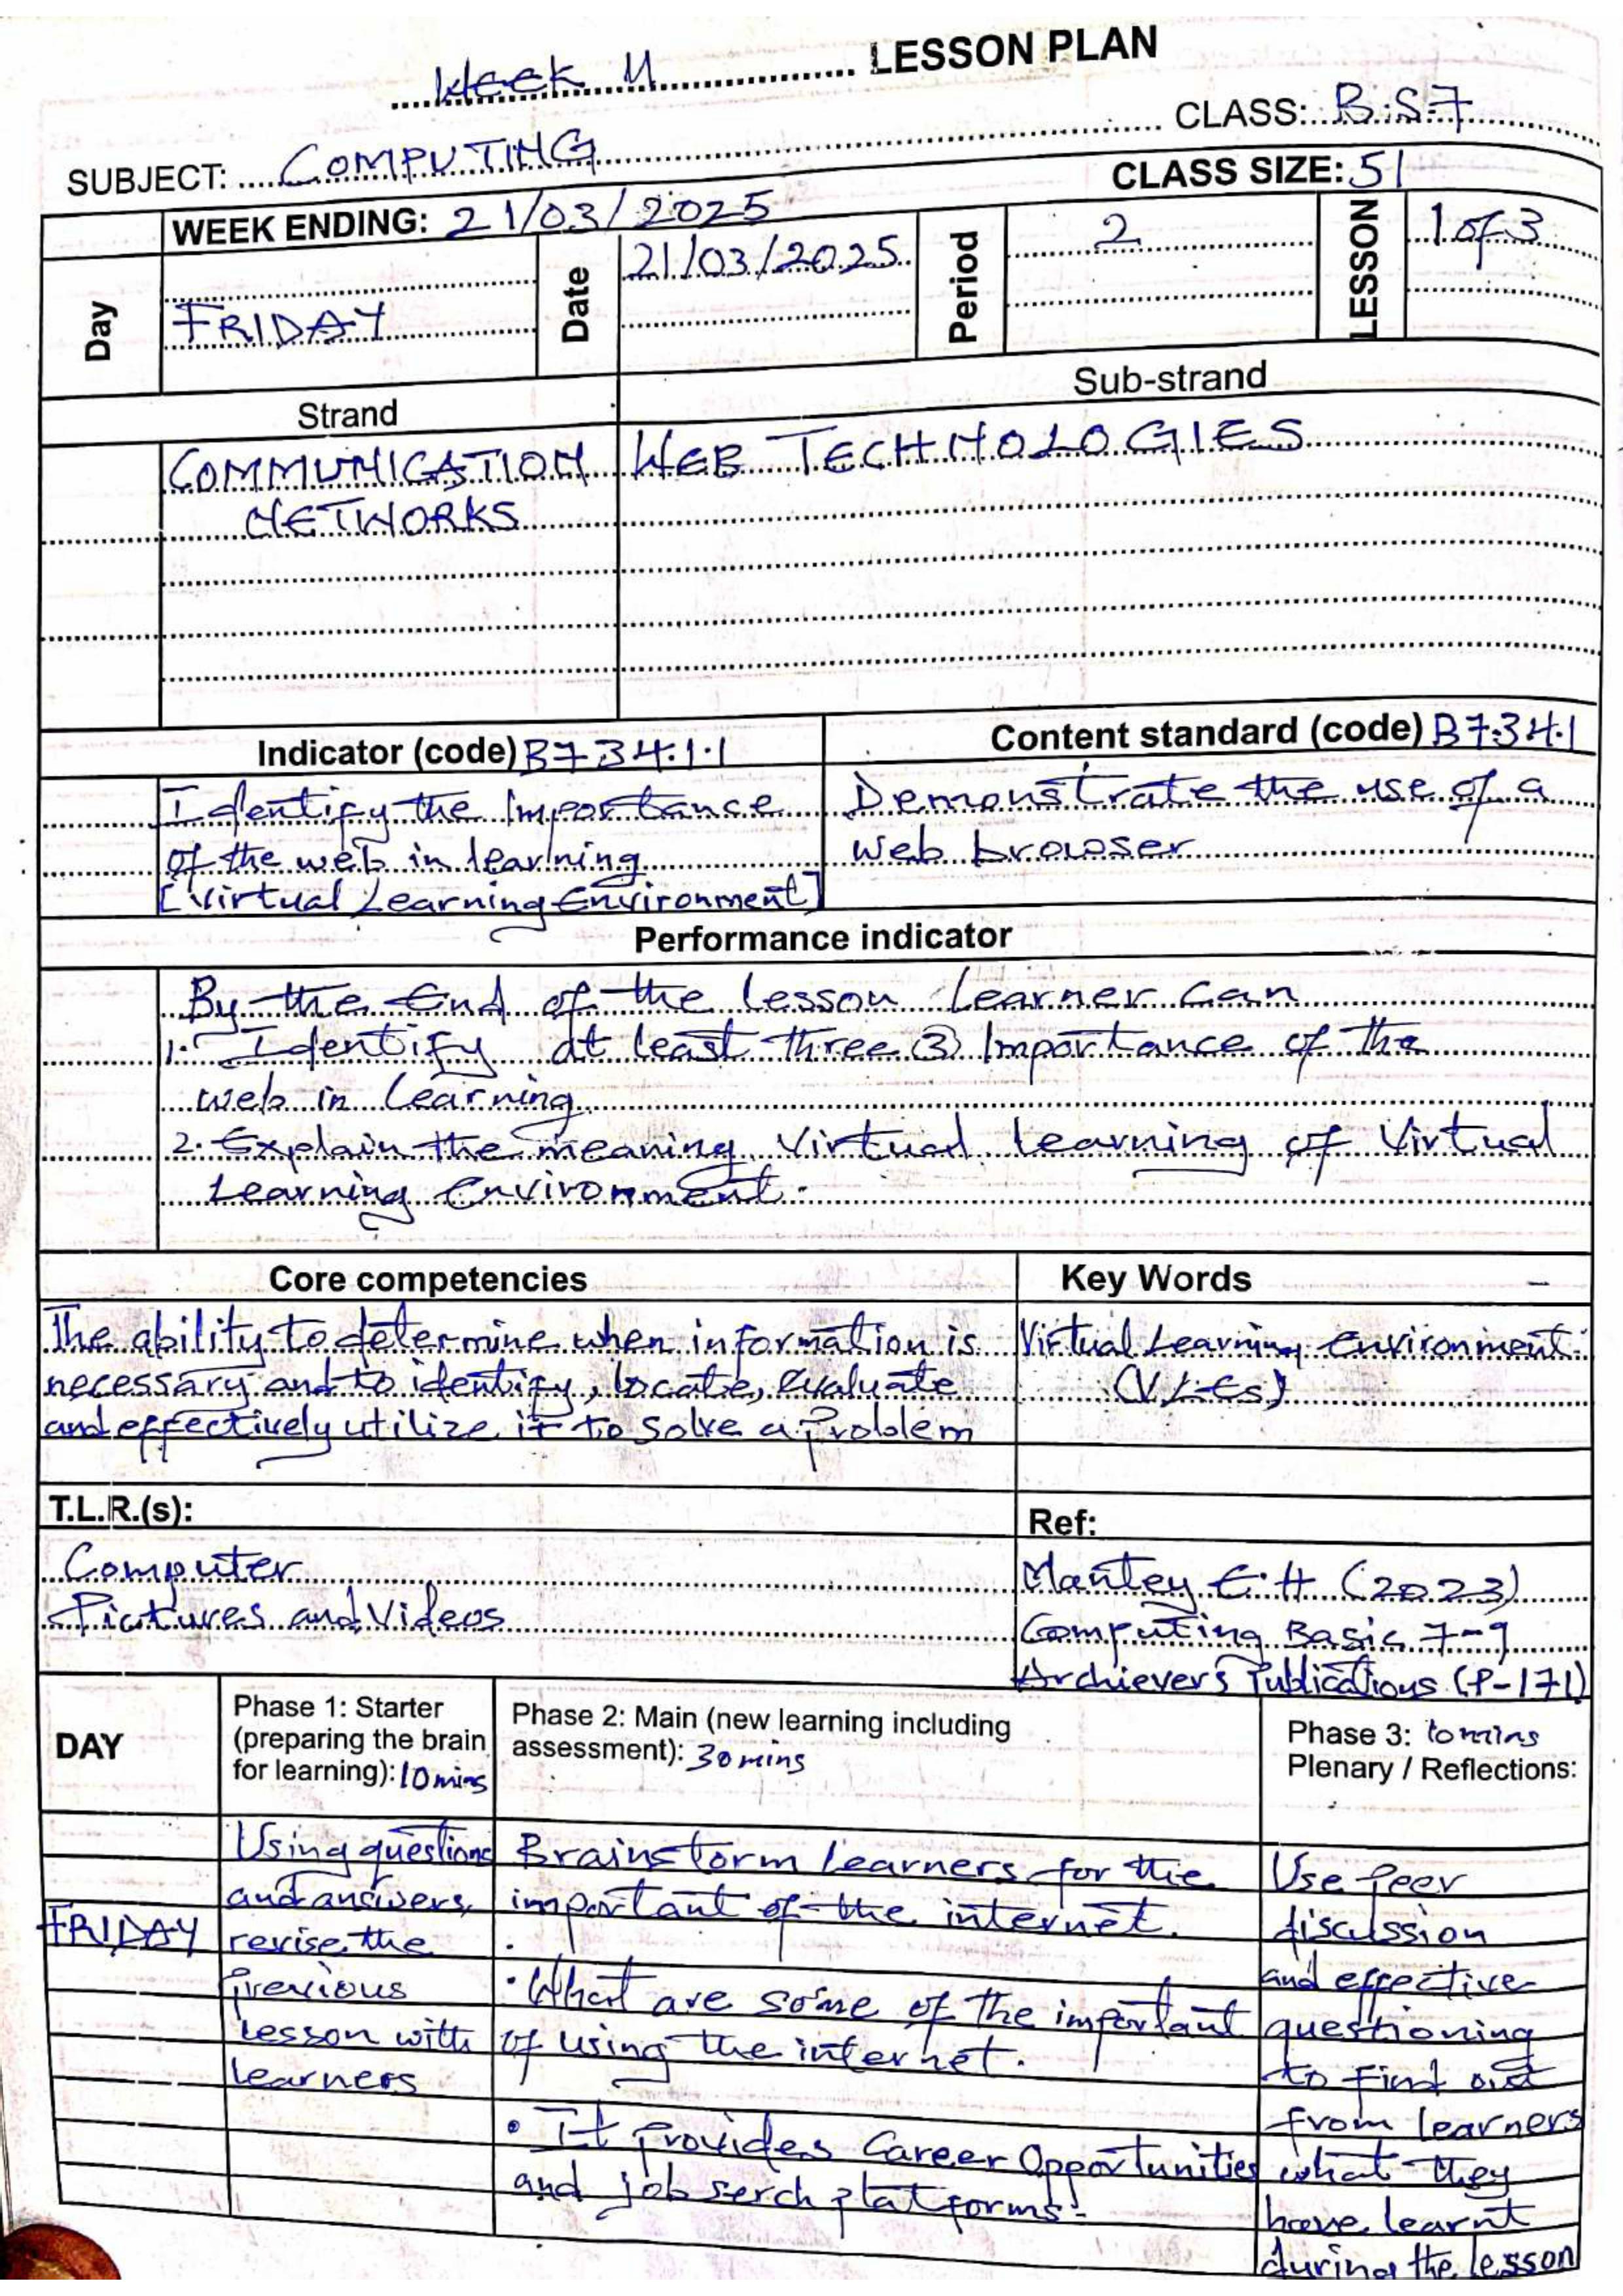 Week 11 LESSON PLAN
SUBJECT: COMPUTING CLASS: B.S.7
CLASS SIZE: 51
WEEK ENDING: 21/03/2025
Day FRIDAY Date 21/03/2025 Period 2 LESSON 1 of 3
Strand Sub-strand
COMMUNICATION WEB TECHNOLOGIES
NETWORKS
Indicator (code) B7.3.4.1.1 Content standard (code) B7.3.4.1
Identify the importance Demonstrate the use of a
of the web in learning web browser
[Virtual Learning Environment]
Performance indicator
By the End of the lesson Learner can
1. Identify at least three (3) Importance of the
web in learning
2. Explain the meaning Virtual learning of Virtual
Learning Environment.
Core competencies Key Words
The ability to determine when information is Virtual Learning Environment
necessary and to identify, locate, evaluate (VLEs)
and effectively utilize it to solve a Problem
T.L.R.(s): Ref:
Computer Mantey E.H (2023)
Pictures and Videos Computing Basic 7-9
Archiever's Publications (P-171)
DAY
Phase 1: Starter
(preparing the brain
for learning): 10 mins
Phase 2: Main (new learning including
assessment): 30 mins
Phase 3: 10 mins
Plenary / Reflections:
FRIDAY
Using questions
and answers,
revise the
previous
Lesson with
learners
Brainstorm Learners for the
important of the internet.
• What are some of the important
of using the internet.
• It Provides Career Opportunities
and job serch platforms.
Use Peer
discussion
and effective
questioning
to find out
from learners
what they
have learnt
during the lesson